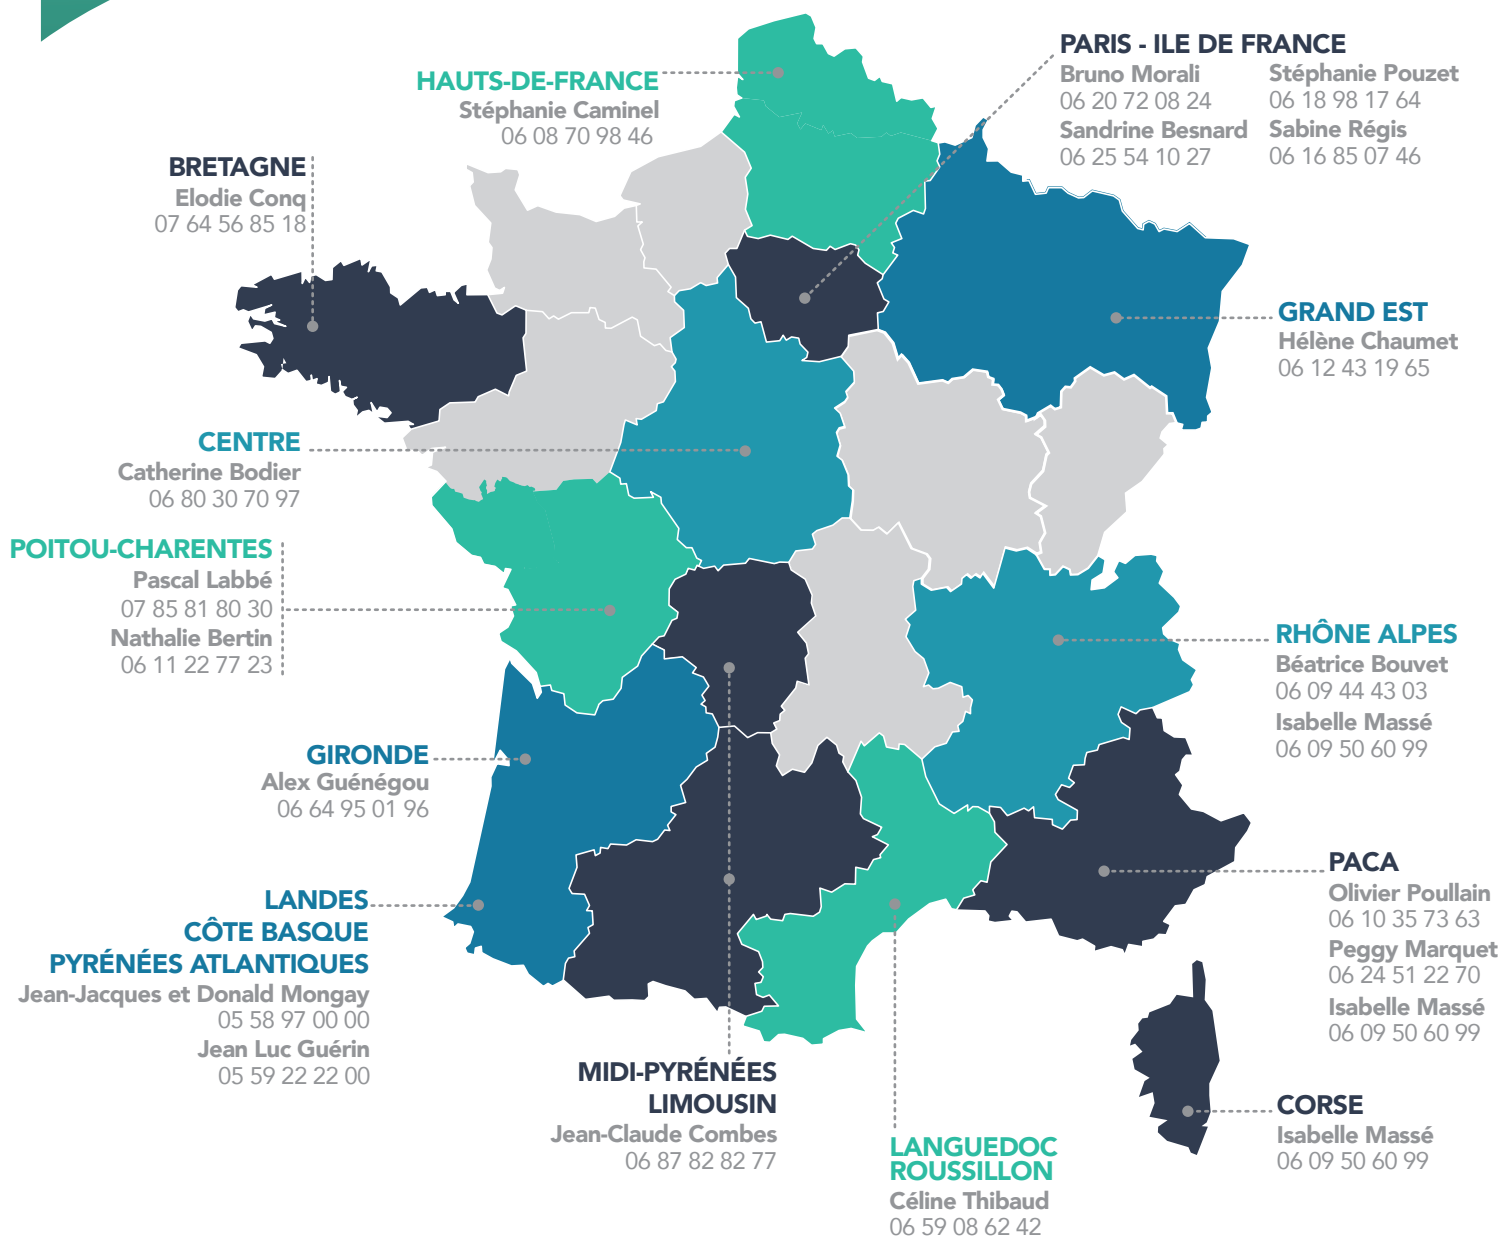 HAUTS-DE-FRANCE
Stéphanie Caminel
06 08 70 98 46
PARIS - ILE DE FRANCE
Bruno Morali
06 20 72 08 24
Sandrine Besnard
06 25 54 10 27
Stéphanie Pouzet
06 18 98 17 64
Sabine Régis
06 16 85 07 46
BRETAGNE
Elodie Conq
07 64 56 85 18
GRAND EST
Hélène Chaumet
06 12 43 19 65
CENTRE
Catherine Bodier
06 80 30 70 97
POITOU-CHARENTES
Pascal Labbé
07 85 81 80 30
Nathalie Bertin
06 11 22 77 23
RHÔNE ALPES
Béatrice Bouvet
06 09 44 43 03
Isabelle Massé
06 09 50 60 99
GIRONDE
Alex Guénégou
06 64 95 01 96
PACA
Olivier Poullain
06 10 35 73 63
Peggy Marquet
06 24 51 22 70
Isabelle Massé
06 09 50 60 99
LANDES
CÔTE BASQUE
PYRÉNÉES ATLANTIQUES
Jean-Jacques et Donald Mongay
05 58 97 00 00
Jean Luc Guérin
05 59 22 22 00
MIDI-PYRÉNÉES
LIMOUSIN
Jean-Claude Combes
06 87 82 82 77
CORSE
Isabelle Massé
06 09 50 60 99
LANGUEDOC
ROUSSILLON
Céline Thibaud
06 59 08 62 42